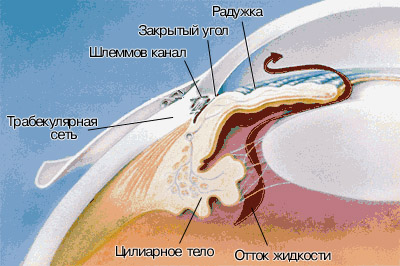 Радужка
Закрытый угол
Шлеммов канал
Трабекулярная
сеть
Цилиарное тело
Отток жидкости